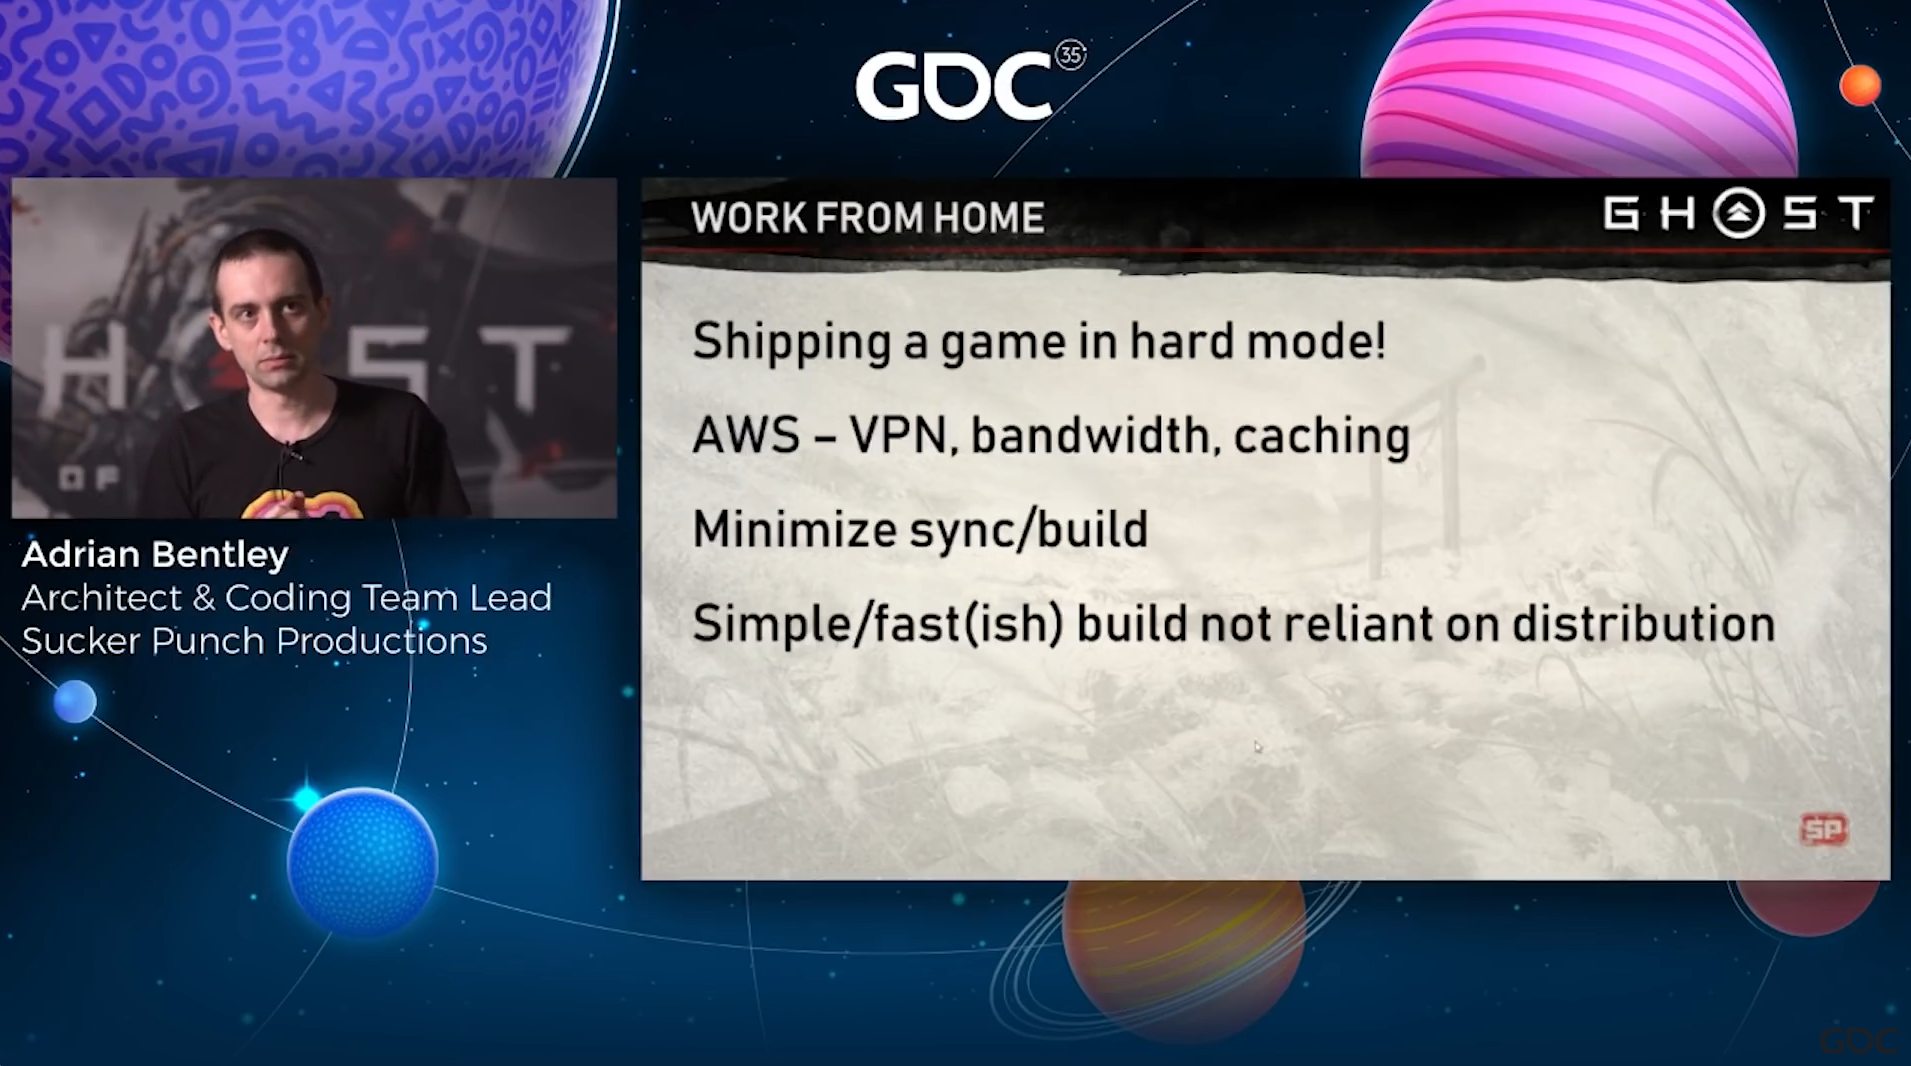 GDC 35
WORK FROM HOME
GHOST
Shipping a game in hard mode!
AWS – VPN, bandwidth, caching
Minimize sync/build
Simple/fast(ish) build not reliant on distribution
SP
H ST
OF
Adrian Bentley
Architect & Coding Team Lead
Sucker Punch Productions
GDC